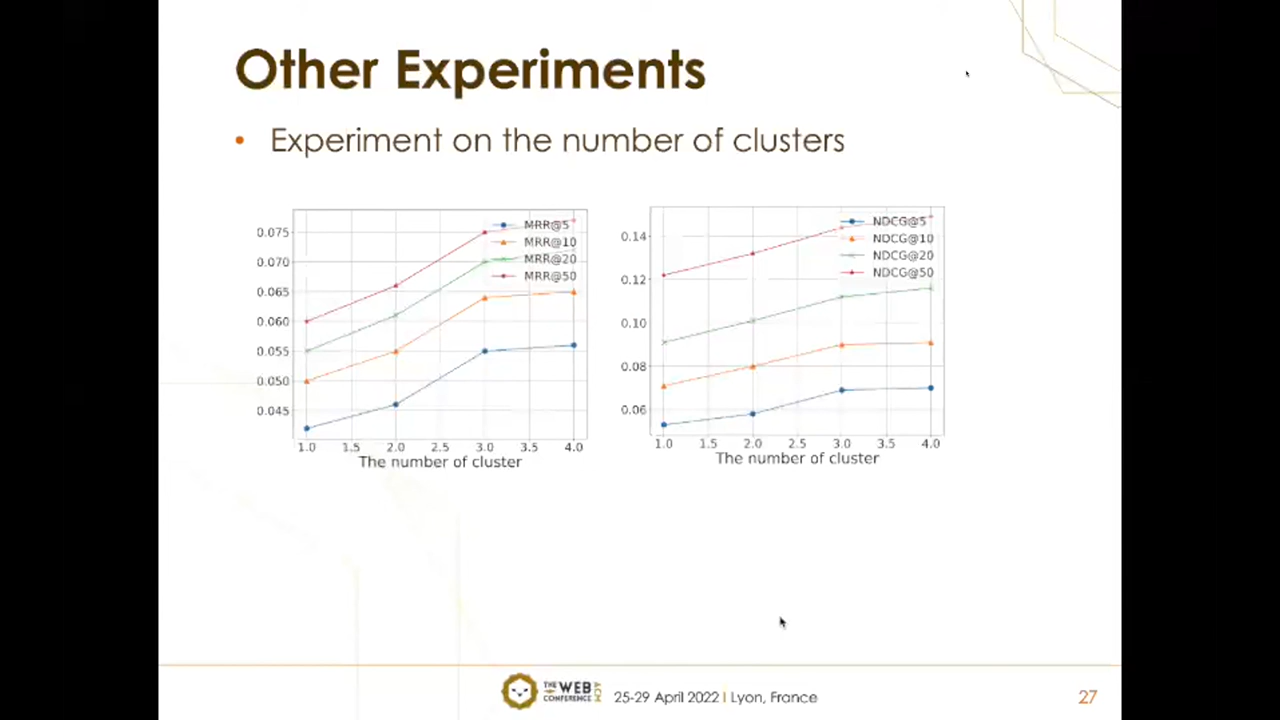 Other Experiments
• Experiment on the number of clusters
MRR@5
MRR@10
MRR@20
MRR@50
0.075
0.070
0.065
0.060
0.055
0.050
0.045
1.0 1.5 2.0 2.5 3.0 3.5 4.0
The number of cluster
NDCG@5
NDCG@10
NDCG@20
NDCG@50
0.14
0.12
0.10
0.08
0.06
1.0 1.5 2.0 2.5 3.0 3.5 4.0
The number of cluster
THE WEB CONFERENCE ACM
25-29 April 2022 | Lyon, France
27